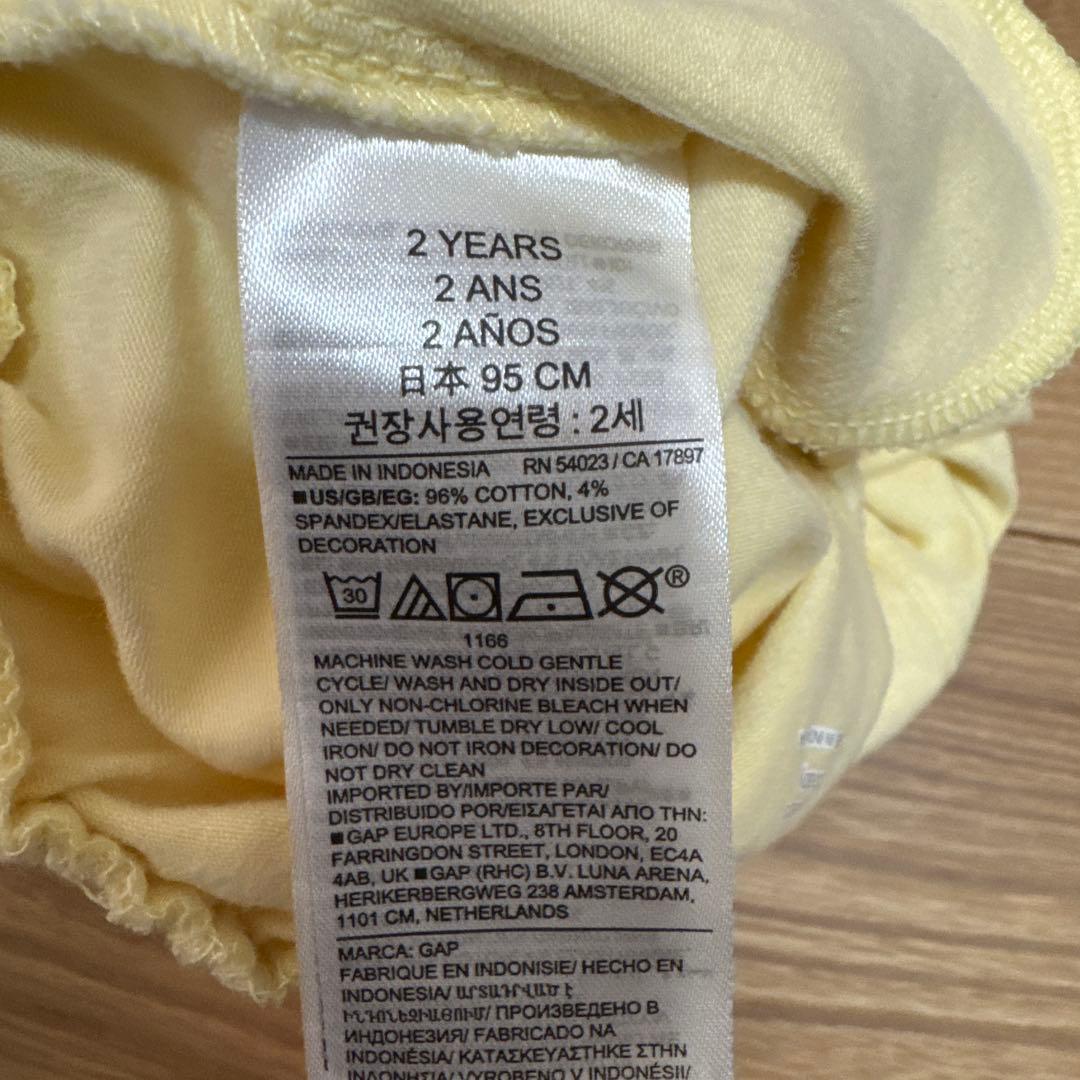 2 YEARS
2 ANS
2 AÑOS
日本 95 CM
권장사용연령 : 2세
MADE IN INDONESIA RN 54023 / CA 17897
■US/GB/EG: 96% COTTON, 4%
SPANDEX/ELASTANE, EXCLUSIVE OF
DECORATION
30 ®
1166
MACHINE WASH COLD GENTLE
CYCLE/ WASH AND DRY INSIDE OUT/
ONLY NON-CHLORINE BLEACH WHEN
NEEDED/ TUMBLE DRY LOW/ COOL
IRON/ DO NOT IRON DECORATION/ DO
NOT DRY CLEAN
IMPORTED BY/IMPORTE PAR/
DISTRIBUIDO POR/ΕΙΣΑΓΕΤΑΙ ΑΠΟ ΤΗΝ:
■GAP EUROPE LTD., 8TH FLOOR, 20
FARRINGDON STREET, LONDON, EC4A
4AB, UK ■GAP (RHC) B.V. LUNA ARENA,
HERIKERBERGWEG 238 AMSTERDAM,
1101 CM, NETHERLANDS
MARCA: GAP
FABRIQUE EN INDONISIE/ HECHO EN
INDONESIA/ ԱՐՏԱԴՐՎԱԾ Է
ԻՆԴՈՆԵԶԻԱՅՈՒՄ/ ПРОИЗВЕДЕНО В
ИНДОНЕЗИЯ/ FABRICADO NA
INDONÉSIA/ ΚΑΤΑΣΚΕΥΑΣΤΗΚΕ ΣΤΗΝ
ΙΝΔΟΝΗΣΙΑ/ VYROBENO V INDONÉSII/